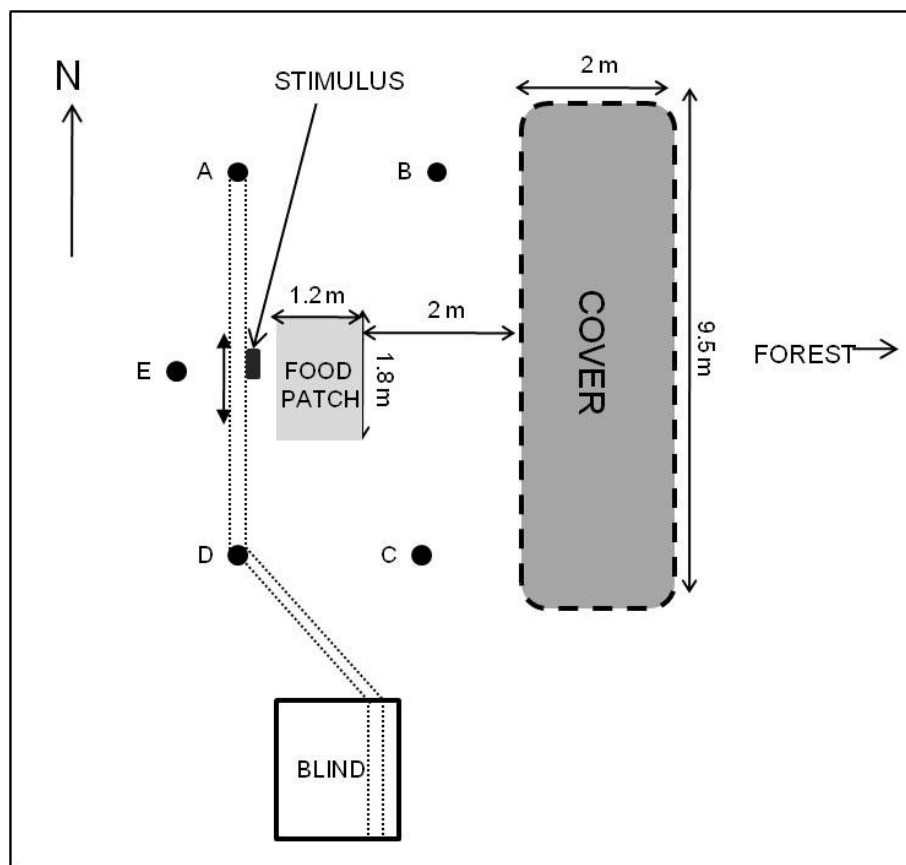 N
STIMULUS
2 m
A
B
1.2 m
2 m
COVER
9.5 m
FOREST
E
FOOD
PATCH
1.8 m
D
C
BLIND